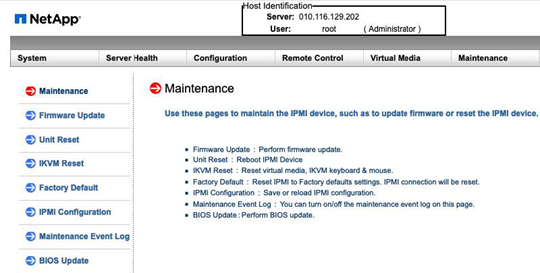 NetApp
Host Identification
Server: 010.116.129.202
User: root ( Administrator )
System Server Health Configuration Remote Control Virtual Media Maintenance
Maintenance
Firmware Update
Unit Reset
IKVM Reset
Factory Default
IPMI Configuration
Maintenance Event Log
BIOS Update
Maintenance
Use these pages to maintain the IPMI device, such as to update firmware or reset the IPMI device.
Firmware Update : Perform firmware update.
Unit Reset : Reboot IPMI Device
IKVM Reset : Reset virtual media, IKVM keyboard & mouse.
Factory Default : Reset IPMI to Factory defaults settings. IPMI connection will be reset.
IPMI Configuration : Save or reload IPMI configuration.
Maintenance Event Log : You can turn on/off the maintenance event log on this page.
BIOS Update : Perform BIOS update.